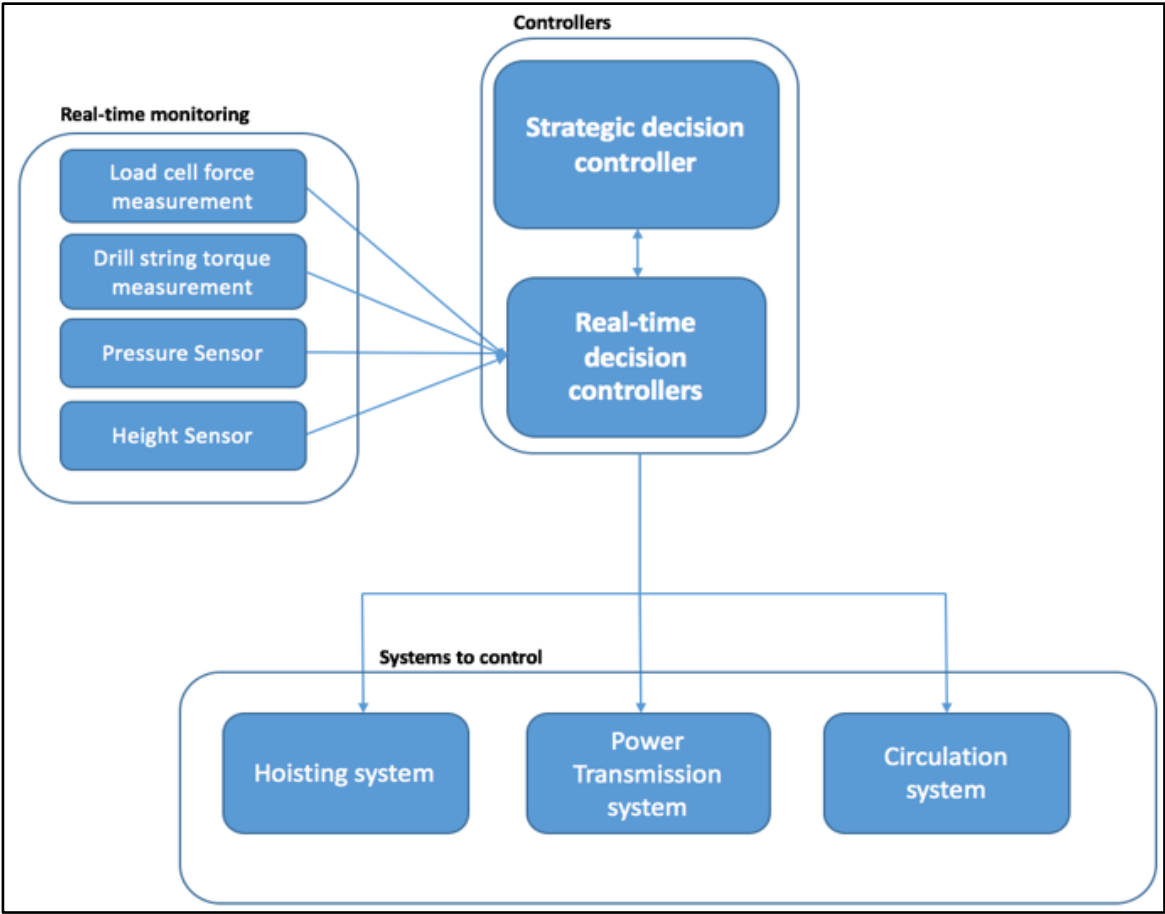 Controllers
Strategic decision
controller
Real-time
decision
controllers
Real-time monitoring
Load cell force
measurement
Drill string torque
measurement
Pressure Sensor
Height Sensor
Systems to control
Hoisting system
Power
Transmission
system
Circulation
system